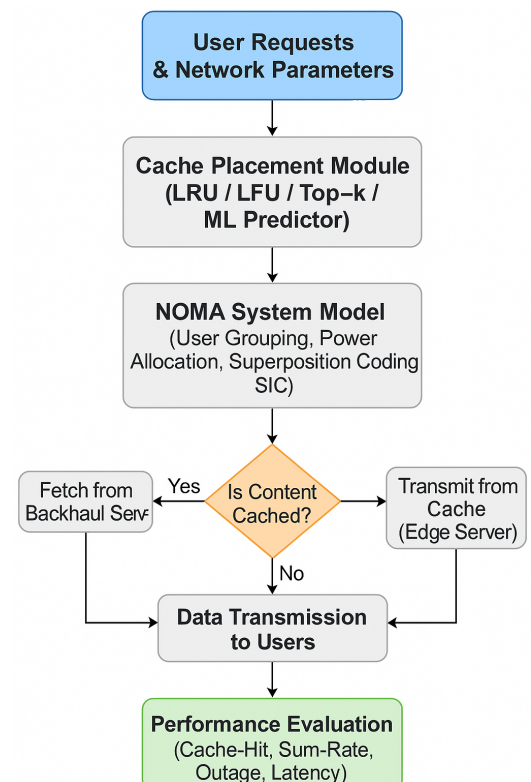 User Requests
& Network Parameters
Cache Placement Module
(LRU / LFU / Top–k /
ML Predictor)
NOMA System Model
(User Grouping, Power
Allocation, Superposition Coding
SIC)
Is Content
Cached?
Yes
Fetch from
Backhaul Serv
Transmit from
Cache
(Edge Server)
No
Data Transmission
to Users
Performance Evaluation
(Cache-Hit, Sum-Rate,
Outage, Latency)